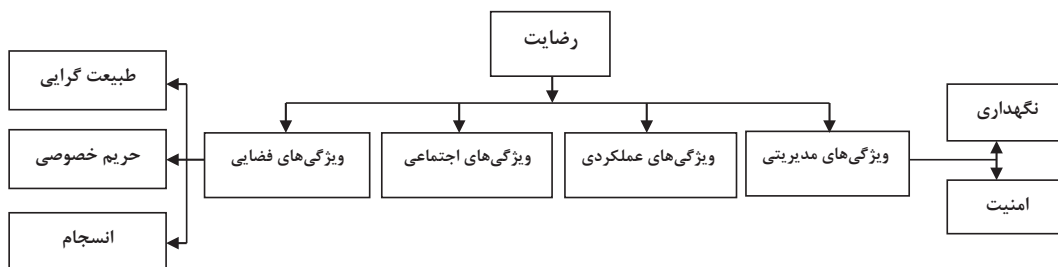 رضایت
طبیعت گرایی
نگهداری
حریم خصوصی
ویژگی‌های فضایی
ویژگی‌های اجتماعی
ویژگی‌های عملکردی
ویژگی‌های مدیریتی
امنیت
انسجام